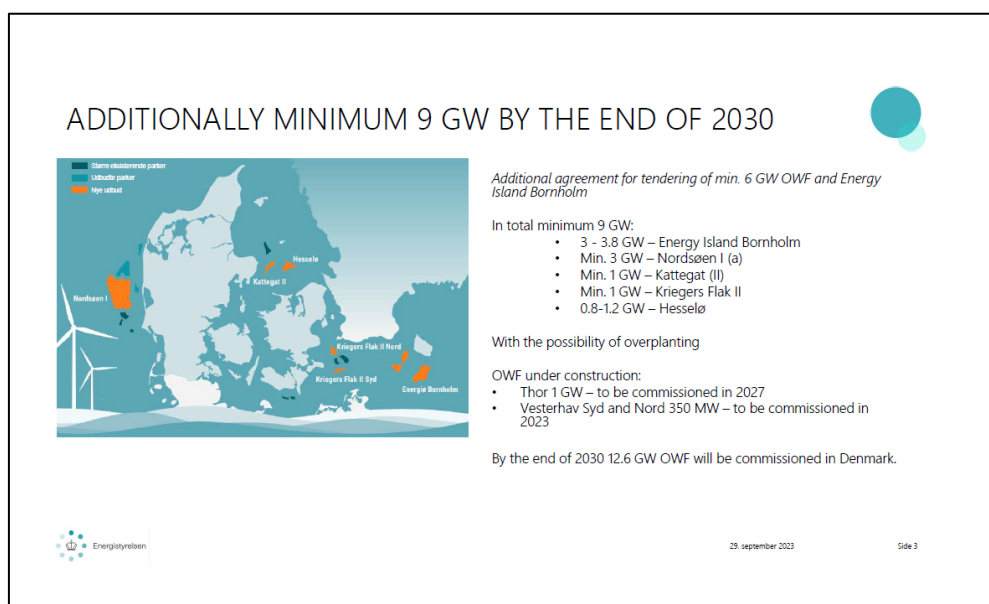 ADDITIONALLY MINIMUM 9 GW BY THE END OF 2030
Større eksisterende parker
Udbudte parker
Nye udbud
Hesselø
Kattegat II
Nordsøen I
Kriegers Flak II Nord
Kriegers Flak II Syd
Energiø Bornholm
Additional agreement for tendering of min. 6 GW OWF and Energy
Island Bornholm
In total minimum 9 GW:
• 3 - 3.8 GW – Energy Island Bornholm
• Min. 3 GW – Nordsøen I (a)
• Min. 1 GW – Kattegat (II)
• Min. 1 GW – Kriegers Flak II
• 0.8-1.2 GW – Hesselø
With the possibility of overplanting
OWF under construction:
• Thor 1 GW – to be commissioned in 2027
• Vesterhav Syd and Nord 350 MW – to be commissioned in
2023
By the end of 2030 12.6 GW OWF will be commissioned in Denmark.
Energistyrelsen
29. september 2023
Side 3